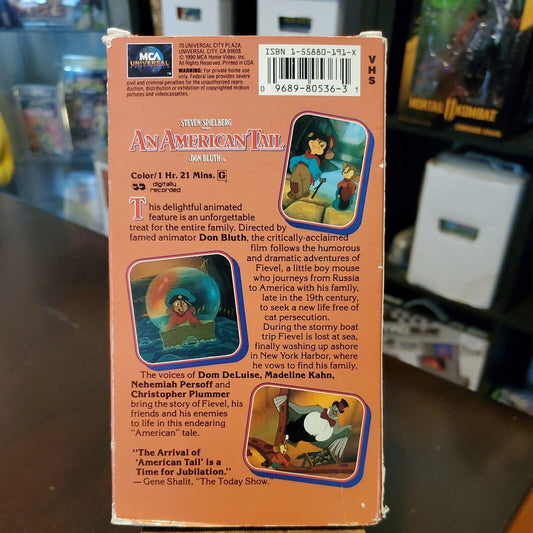 MCA
UNIVERSAL
70 UNIVERSAL CITY PLAZA,
UNIVERSAL CITY, CA 91608
© 1990 MCA Home Video, Inc.
All Rights Reserved. Printed in USA.
WARNING: For private home use
only. Federal law provides severe
civil and criminal penalties for the unauthorized repro-
duction, distribution or exhibition of copyrighted motion
pictures and videocassettes.
ISBN 1-55880-191-X
0 9689-80536-3 1
VHS
STEVEN SPIELBERG
AN AMERICAN TAIL
DON BLUTH
Color/1 Hr. 21 Mins. G
digitally
recorded
This delightful animated
feature is an unforgettable
treat for the entire family. Directed by
famed animator Don Bluth, the critically-acclaimed
film follows the humorous
and dramatic adventures of
Fievel, a little boy mouse
who journeys from Russia
to America with his family,
late in the 19th century,
to seek a new life free of
cat persecution.
During the stormy boat
trip Fievel is lost at sea,
finally washing up ashore
in New York Harbor, where
he vows to find his family.
The voices of Dom DeLuise, Madeline Kahn,
Nehemiah Persoff and
Christopher Plummer
bring the story of Fievel, his
friends and his enemies
to life in this endearing
"American" tale.
"The Arrival of
'American Tail' is a
Time for Jubilation."
— Gene Shalit, "The Today Show."
MORTAL KOMBAT